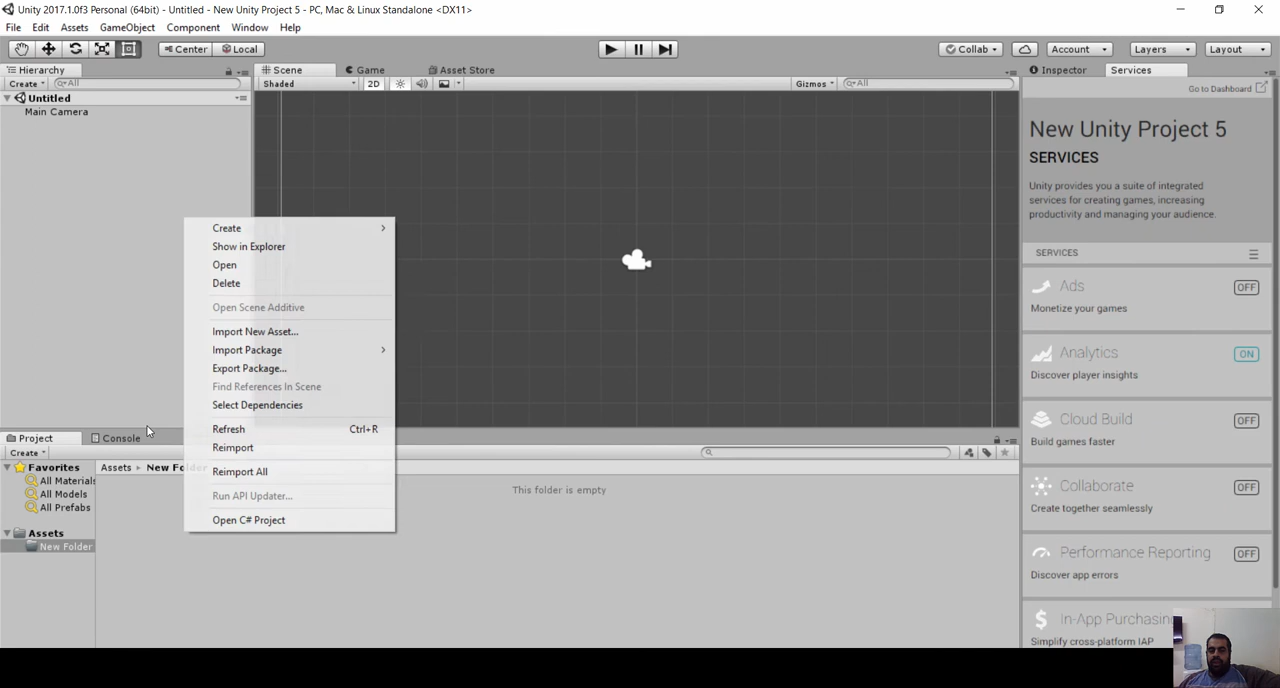 Unity 2017.1.0f3 Personal (64bit) - Untitled - New Unity Project 5 - PC, Mac & Linux Standalone <DX11>
File Edit Assets GameObject Component Window Help
Center Local Collab Account Layers Layout
Hierarchy Scene Game Asset Store Inspector Services
Create All Shaded 2D Gizmos All Go to Dashboard
Untitled
Main Camera
New Unity Project 5
SERVICES
Unity provides you a suite of integrated
services for creating games, increasing
productivity and managing your audience.
SERVICES
Ads OFF
Monetize your games
Analytics ON
Discover player insights
Cloud Build OFF
Build games faster
Collaborate OFF
Create together seamlessly
Performance Reporting OFF
Discover app errors
In-App Purchasin
Simplify cross-platform IAP
Create
Show in Explorer
Open
Delete
Open Scene Additive
Import New Asset...
Import Package
Export Package...
Find References In Scene
Select Dependencies
Refresh Ctrl+R
Reimport
Reimport All
Run API Updater...
Open C# Project
Project Console
Create
Favorites
All Materials
All Models
All Prefabs
Assets
New Folder
Assets New Folder
This folder is empty